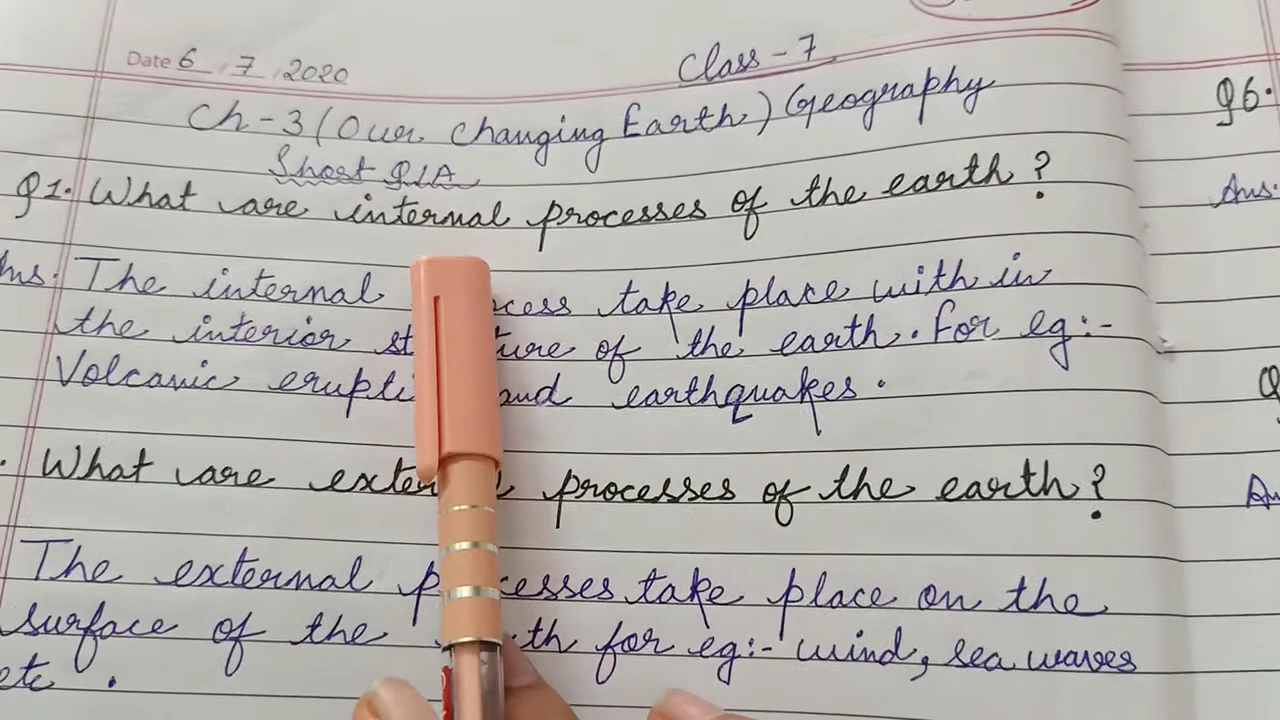 Date 6 , 7 , 2020
Class - 7
Ch - 3 (Our Changing Earth) Geography
Short Q/A
Q1. What are internal processes of the earth?
Ans. The internal take place with in
the interior of the earth. For eg:-
Volcanic and earthquakes.
What are processes of the earth?
The external take place on the
surface of the for eg:- wind, sea waves
etc.
Q6.
Ans.